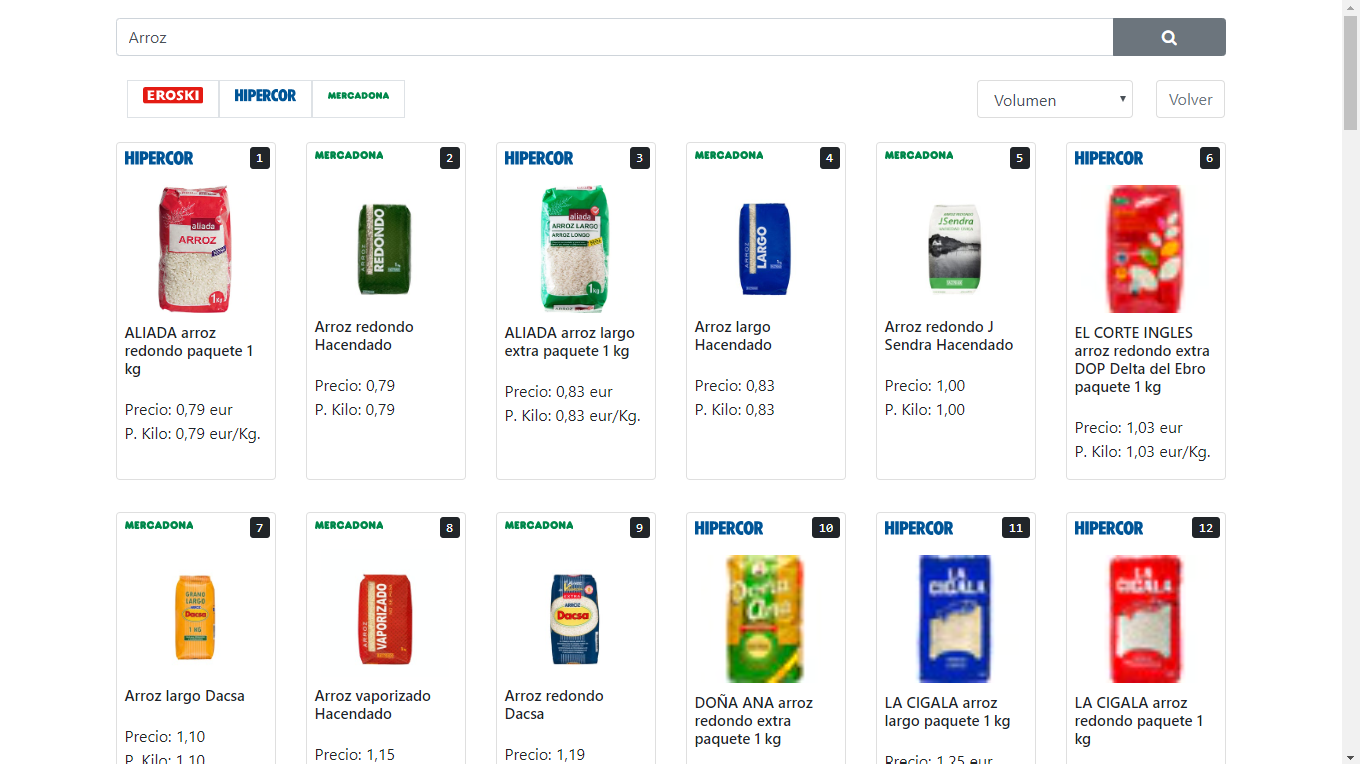 Arroz
EROSKI
HIPERCOR
MERCADONA
Volumen
Volver
HIPERCOR
1
aliada
ARROZ
1Kg
ALIADA arroz
redondo paquete 1
kg
Precio: 0,79 eur
P. Kilo: 0,79 eur/Kg.
MERCADONA
2
ARROZ
REDONDO
Arroz redondo
Hacendado
Precio: 0,79
P. Kilo: 0,79
HIPERCOR
3
aliada
ARROZ LARGO
ARROZ LONGO
1Kg
ALIADA arroz largo
extra paquete 1 kg
Precio: 0,83 eur
P. Kilo: 0,83 eur/Kg.
MERCADONA
4
ARROZ
LARGO
Arroz largo
Hacendado
Precio: 0,83
P. Kilo: 0,83
MERCADONA
5
JSendra
Arroz redondo J
Sendra Hacendado
Precio: 1,00
P. Kilo: 1,00
HIPERCOR
6
EL CORTE INGLES
arroz redondo extra
DOP Delta del Ebro
paquete 1 kg
Precio: 1,03 eur
P. Kilo: 1,03 eur/Kg.
MERCADONA
7
GRANO
LARGO
Dacsa
1 KG
Arroz largo Dacsa
Precio: 1,10
P. Kilo: 1,10
MERCADONA
8
ARROZ
VAPORIZADO
Arroz vaporizado
Hacendado
Precio: 1,15
MERCADONA
9
EXTRA
ARROZ
Dacsa
Arroz redondo
Dacsa
Precio: 1,19
HIPERCOR
10
Doña
Ana
DOÑA ANA arroz
redondo extra
paquete 1 kg
HIPERCOR
11
LA
CIGALA
LA CIGALA arroz
largo paquete 1 kg
Precio: 1,25 eur
HIPERCOR
12
LA
CIGALA
LA CIGALA arroz
redondo paquete 1
kg